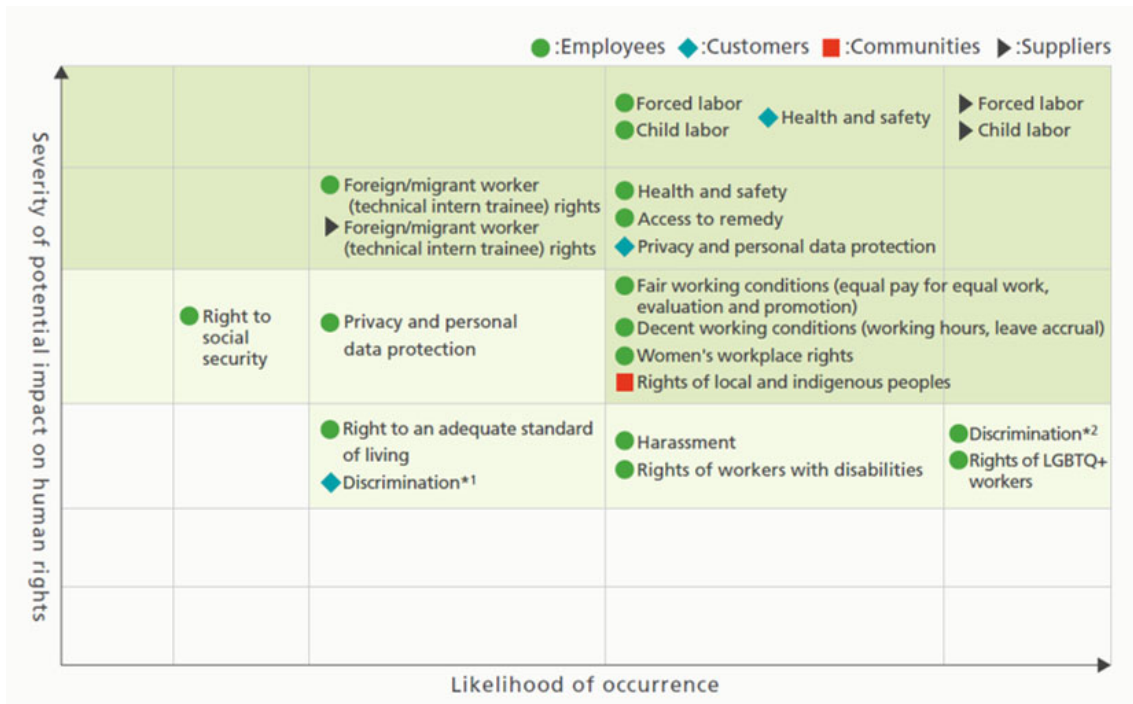 :Employees :Customers :Communities :Suppliers
Severity of potential impact on human rights
Forced labor
Child labor
Health and safety
Forced labor
Child labor
Foreign/migrant worker
(technical intern trainee) rights
Foreign/migrant worker
(technical intern trainee) rights
Health and safety
Access to remedy
Privacy and personal data protection
Right to
social
security
Privacy and personal
data protection
Fair working conditions (equal pay for equal work,
evaluation and promotion)
Decent working conditions (working hours, leave accrual)
Women's workplace rights
Rights of local and indigenous peoples
Right to an adequate standard
of living
Discrimination*1
Harassment
Rights of workers with disabilities
Discrimination*2
Rights of LGBTQ+
workers
Likelihood of occurrence